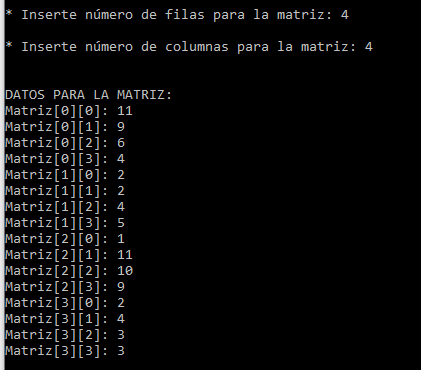 * Inserte número de filas para la matriz: 4
* Inserte número de columnas para la matriz: 4
DATOS PARA LA MATRIZ:
Matriz[0][0]: 11
Matriz[0][1]: 9
Matriz[0][2]: 6
Matriz[0][3]: 4
Matriz[1][0]: 2
Matriz[1][1]: 2
Matriz[1][2]: 4
Matriz[1][3]: 5
Matriz[2][0]: 1
Matriz[2][1]: 11
Matriz[2][2]: 10
Matriz[2][3]: 9
Matriz[3][0]: 2
Matriz[3][1]: 4
Matriz[3][2]: 3
Matriz[3][3]: 3